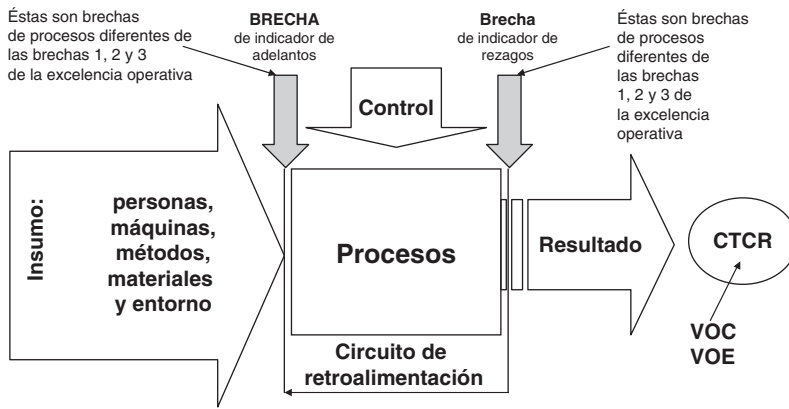 Éstas son brechas
de procesos diferentes de
las brechas 1, 2 y 3
de la excelencia operativa
BRECHA
de indicador de
adelantos
Brecha
de indicador de
rezagos
Éstas son brechas
de procesos
diferentes de
las brechas
1, 2 y 3 de
la excelencia
operativa
Control
Insumo:
personas,
máquinas,
métodos,
materiales
y entorno
Procesos
Resultado
CTCR
VOC
VOE
Circuito de
retroalimentación